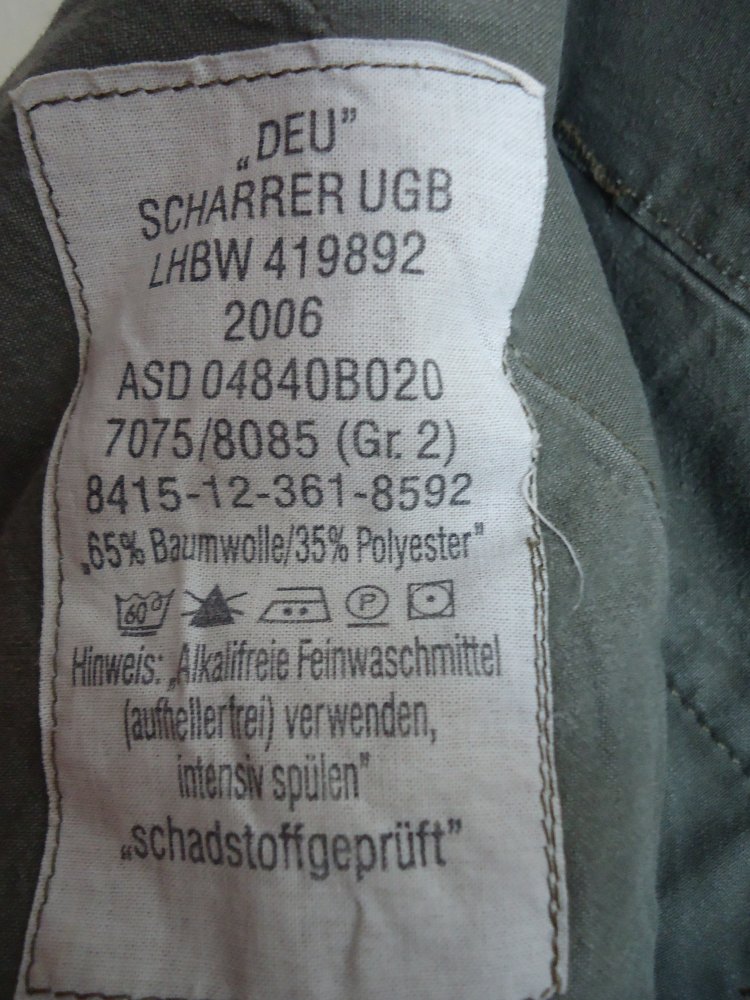 „DEU”
SCHARRER UGB
LHBW 419892
2006
ASD 04840B020
7075/8085 (Gr. 2)
8415-12-361-8592
„65% Baumwolle/35% Polyester”
60° P
Hinweis: „Alkalifreie Feinwaschmittel
(aufhellerfrei) verwenden,
intensiv spülen”
„schadstoffgeprüft”